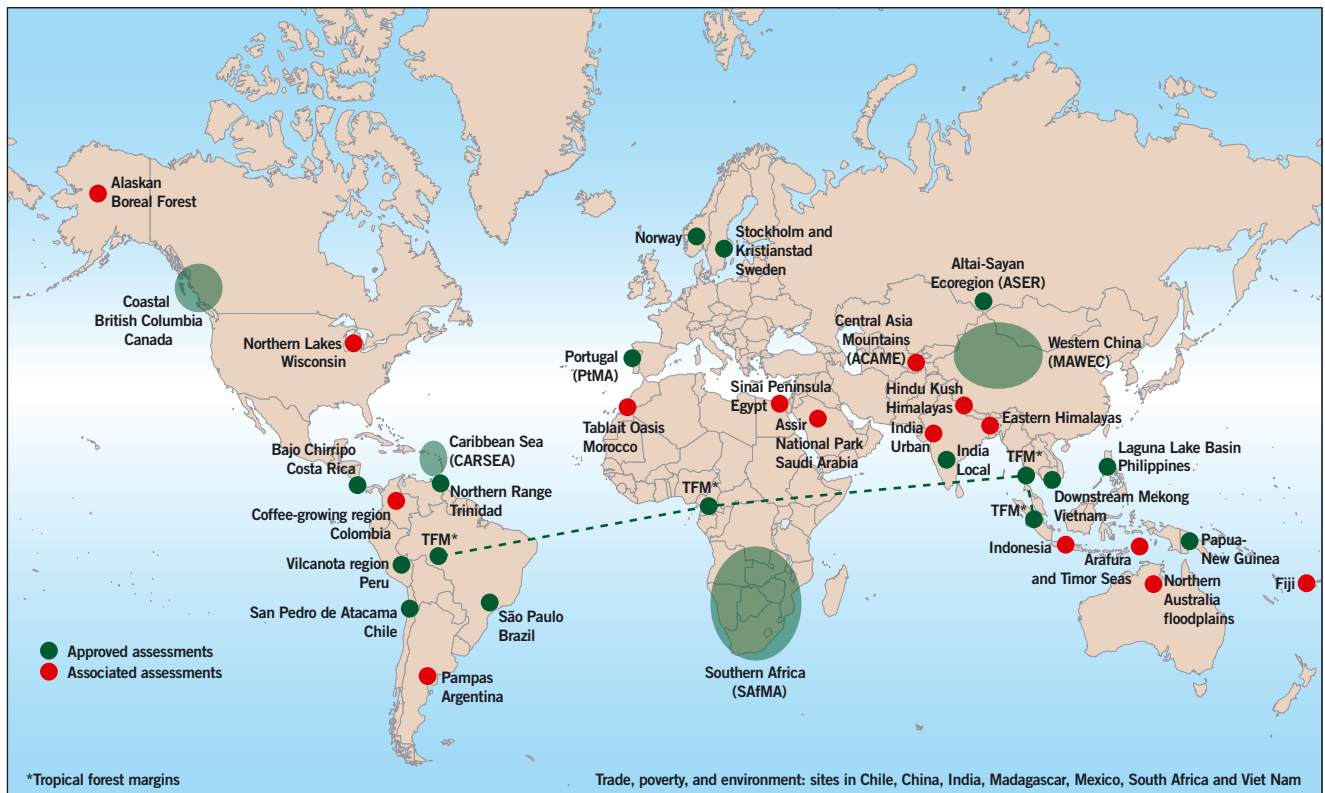 Alaskan
Boreal Forest
Coastal
British Columbia
Canada
Northern Lakes
Wisconsin
Norway
Stockholm and
Kristianstad
Sweden
Altai-Sayan
Ecoregion (ASER)
Central Asia
Mountains
(ACAME)
Western China
(MAWEC)
Portugal
(PtMA)
Sinai Peninsula
Egypt
Hindu Kush
Himalayas
Tablait Oasis
Morocco
Assir
National Park
Saudi Arabia
India
Urban
Eastern Himalayas
India
Local
Bajo Chirripo
Costa Rica
Caribbean Sea
(CARSEA)
Northern Range
Trinidad
Coffee-growing region
Colombia
TFM*
TFM*
TFM*
TFM*
Laguna Lake Basin
Philippines
Downstream Mekong
Vietnam
Indonesia
Arafura
and Timor Seas
Papua-
New Guinea
Northern
Australia
floodplains
Fiji
Vilcanota region
Peru
San Pedro de Atacama
Chile
São Paulo
Brazil
Pampas
Argentina
Southern Africa
(SAfMA)
Approved assessments
Associated assessments
*Tropical forest margins
Trade, poverty, and environment: sites in Chile, China, India, Madagascar, Mexico, South Africa and Viet Nam